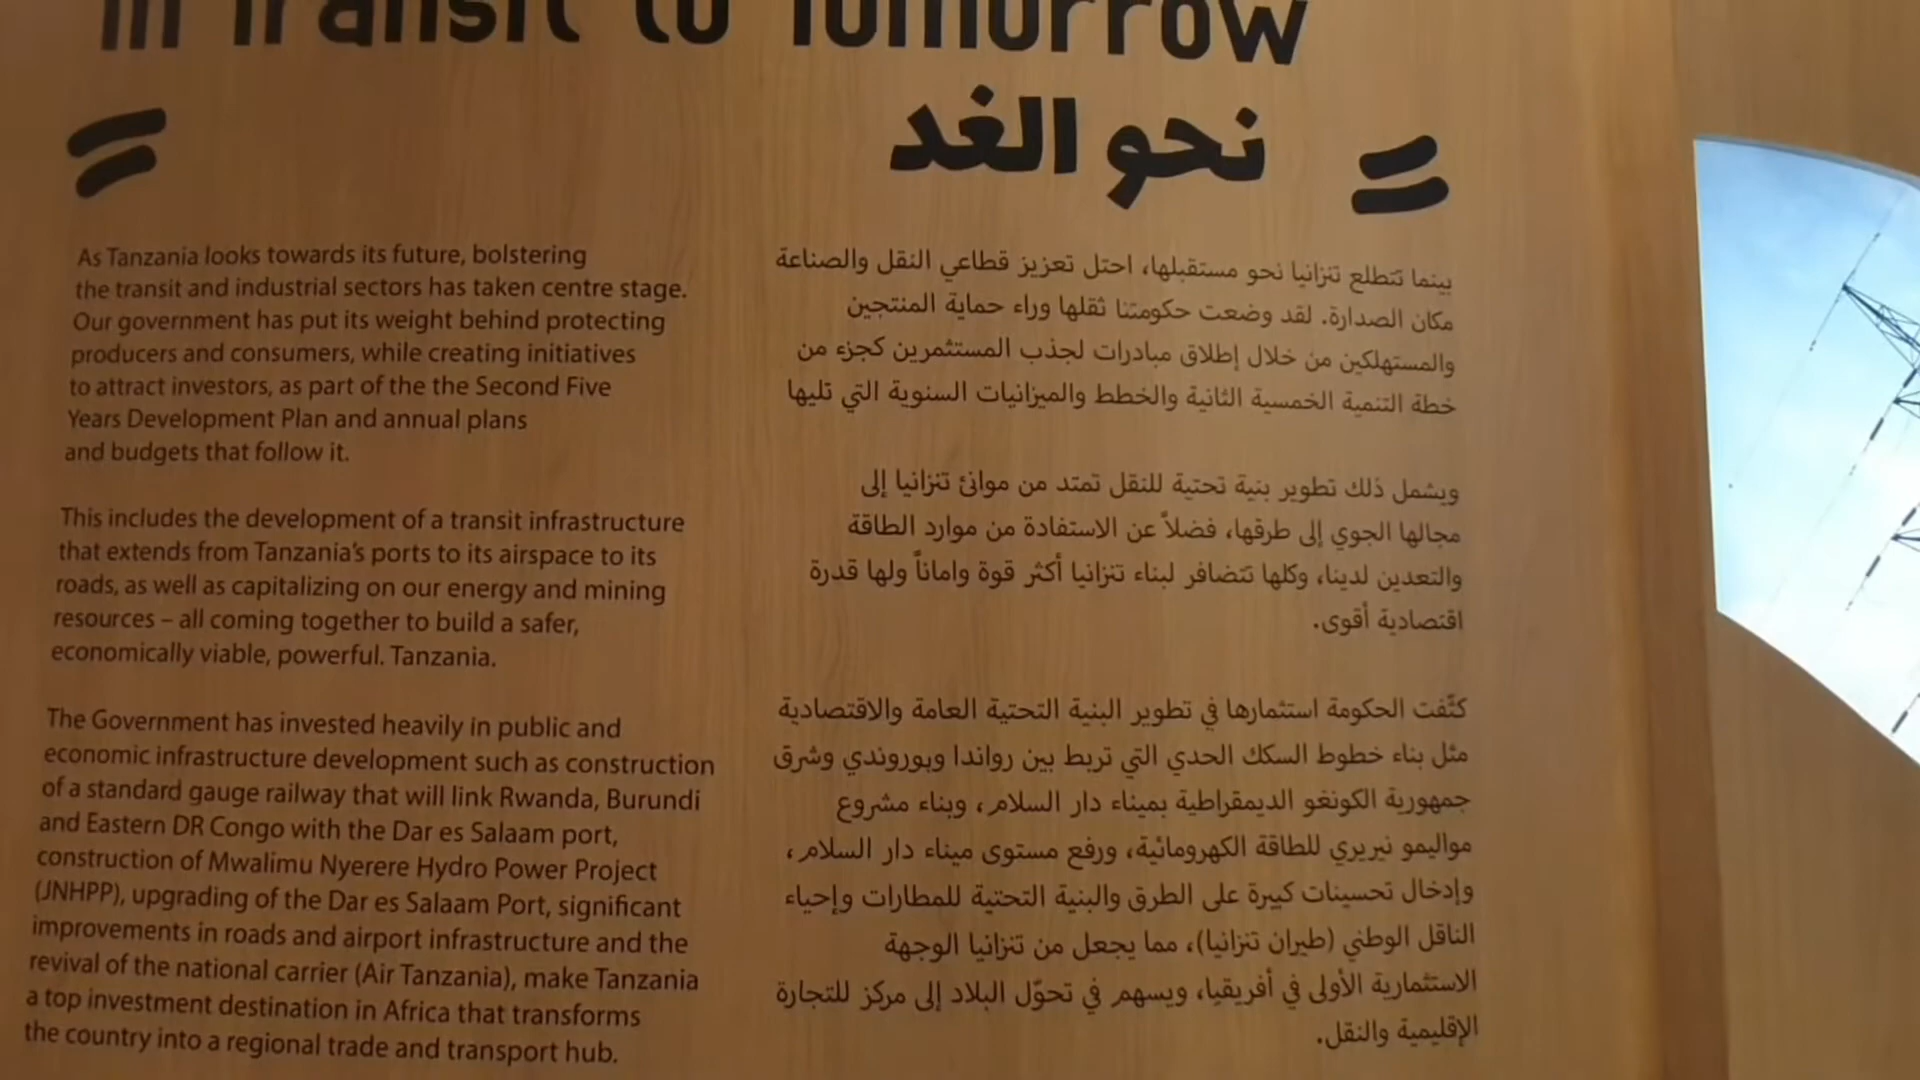 In Transit to Tomorrow
نحو الغد
As Tanzania looks towards its future, bolstering
the transit and industrial sectors has taken centre stage.
Our government has put its weight behind protecting
producers and consumers, while creating initiatives
to attract investors, as part of the the Second Five
Years Development Plan and annual plans
and budgets that follow it.
This includes the development of a transit infrastructure
that extends from Tanzania's ports to its airspace to its
roads, as well as capitalizing on our energy and mining
resources – all coming together to build a safer,
economically viable, powerful. Tanzania.
The Government has invested heavily in public and
economic infrastructure development such as construction
of a standard gauge railway that will link Rwanda, Burundi
and Eastern DR Congo with the Dar es Salaam port,
construction of Mwalimu Nyerere Hydro Power Project
(JNHPP), upgrading of the Dar es Salaam Port, significant
improvements in roads and airport infrastructure and the
revival of the national carrier (Air Tanzania), make Tanzania
a top investment destination in Africa that transforms
the country into a regional trade and transport hub.
بينما تتطلع تنزانيا نحو مستقبلها، احتل تعزيز قطاعي النقل والصناعة
مكان الصدارة. لقد وضعت حكومتنا ثقلها وراء حماية المنتجين
والمستهلكين من خلال إطلاق مبادرات لجذب المستثمرين كجزء من
خطة التنمية الخمسية الثانية والخطط والميزانيات السنوية التي تليها
ويشمل ذلك تطوير بنية تحتية للنقل تمتد من موانئ تنزانيا إلى
مجالها الجوي إلى طرقها، فضلاً عن الاستفادة من موارد الطاقة
والتعدين لدينا، وكلها تتضافر لبناء تنزانيا أكثر قوة واماناً ولها قدرة
اقتصادية أقوى.
كثّفت الحكومة استثمارها في تطوير البنية التحتية العامة والاقتصادية
مثل بناء خطوط السكك الحدي التي تربط بين رواندا وبوروندي وشرق
جمهورية الكونغو الديمقراطية بميناء دار السلام، وبناء مشروع
مواليمو نيريري للطاقة الكهرومائية، ورفع مستوى ميناء دار السلام،
وإدخال تحسينات كبيرة على الطرق والبنية التحتية للمطارات وإحياء
الناقل الوطني (طيران تنزانيا)، مما يجعل من تنزانيا الوجهة
الاستثمارية الأولى في أفريقيا، ويسهم في تحوّل البلاد إلى مركز للتجارة
الإقليمية والنقل.